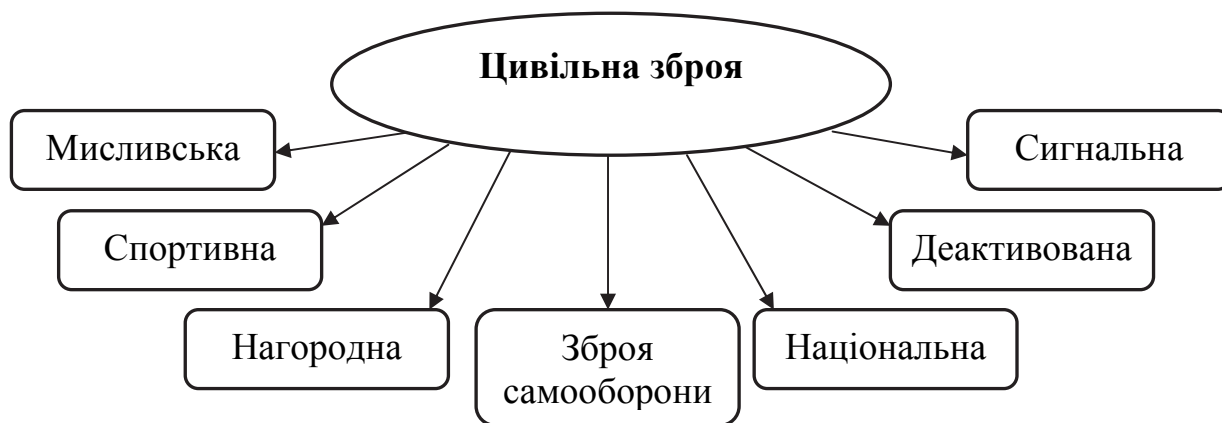 Цивільна зброя
Мисливська
Сигнальна
Спортивна
Деактивована
Нагородна
Зброя
самооборони
Національна